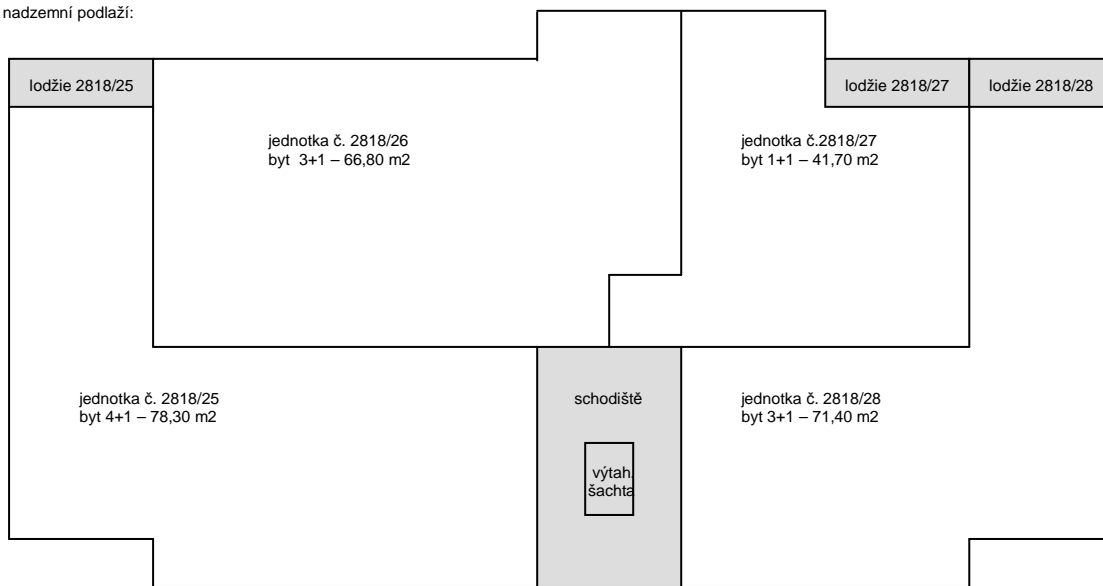 nadzemní podlaží:
lodžie 2818/25
lodžie 2818/27
lodžie 2818/28
jednotka č. 2818/26
byt 3+1 – 66,80 m2
jednotka č.2818/27
byt 1+1 – 41,70 m2
jednotka č. 2818/25
byt 4+1 – 78,30 m2
schodiště
výtah.
šachta
jednotka č. 2818/28
byt 3+1 – 71,40 m2